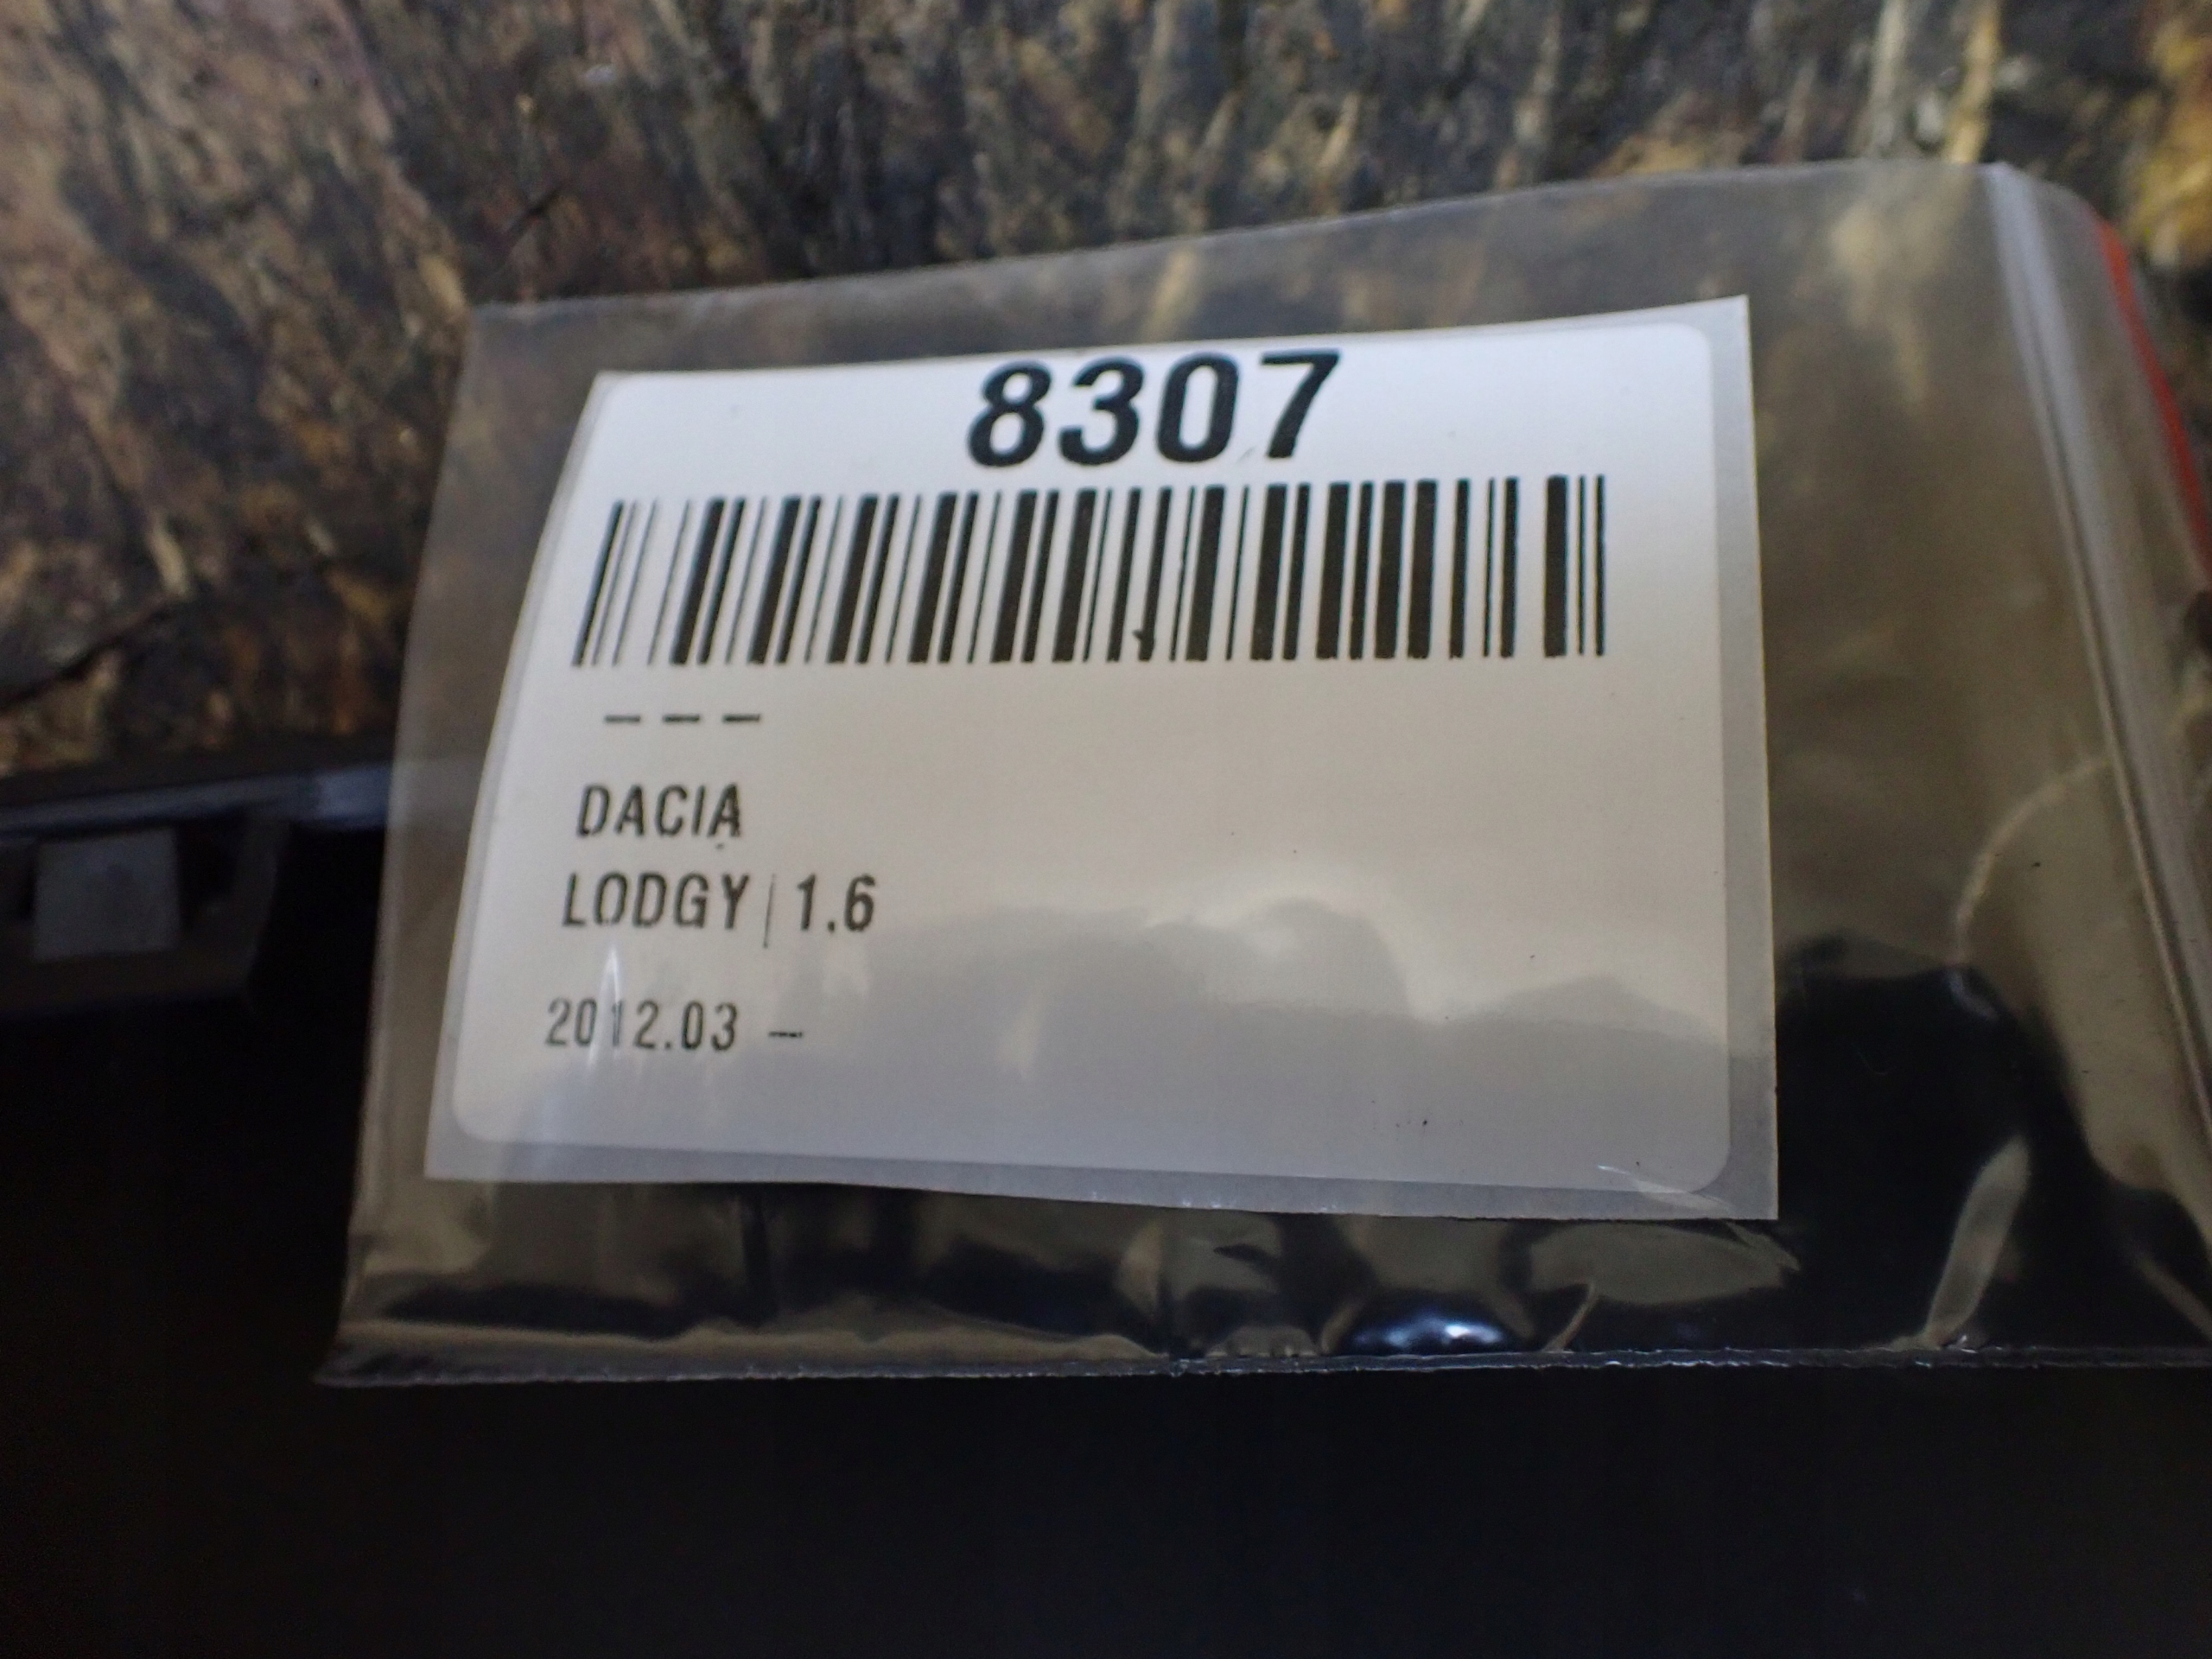 8307
– – –
DACIA
LODGY | 1.6
2012.03 –